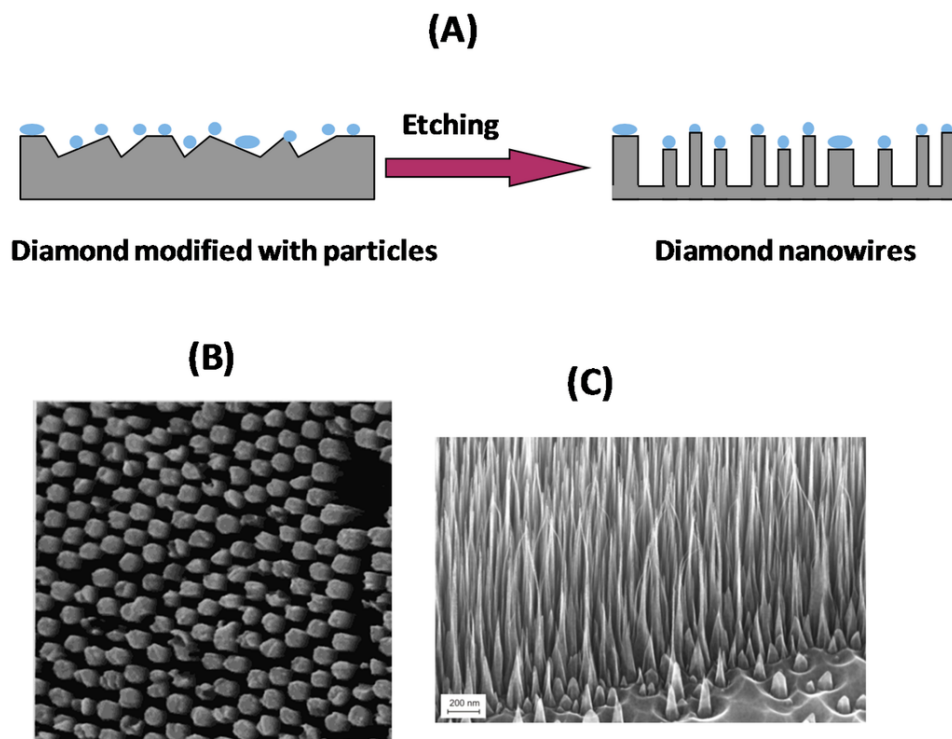 (A)
Etching
Diamond modified with particles
Diamond nanowires
(B)
(C)
200 nm